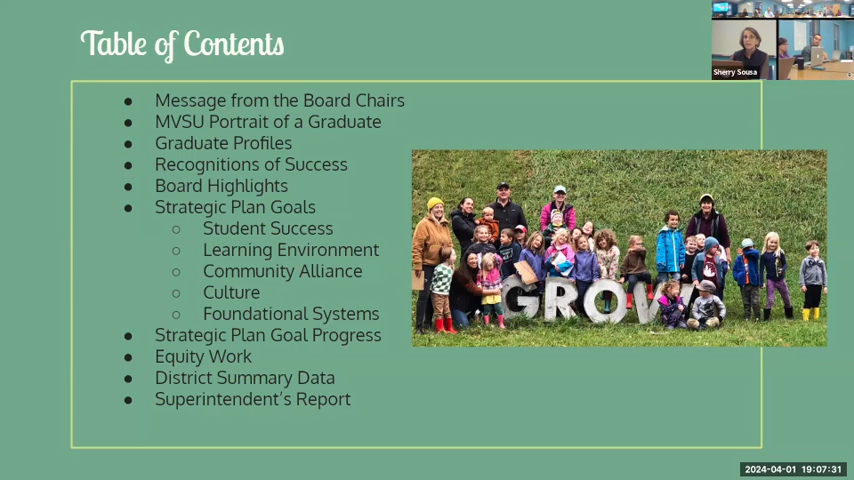 Table of Contents
Sherry Sousa
● Message from the Board Chairs
● MVSU Portrait of a Graduate
● Graduate Profiles
● Recognitions of Success
● Board Highlights
● Strategic Plan Goals
○ Student Success
○ Learning Environment
○ Community Alliance
○ Culture
○ Foundational Systems
● Strategic Plan Goal Progress
● Equity Work
● District Summary Data
● Superintendent's Report
GROW
2024-04-01 19:07:31